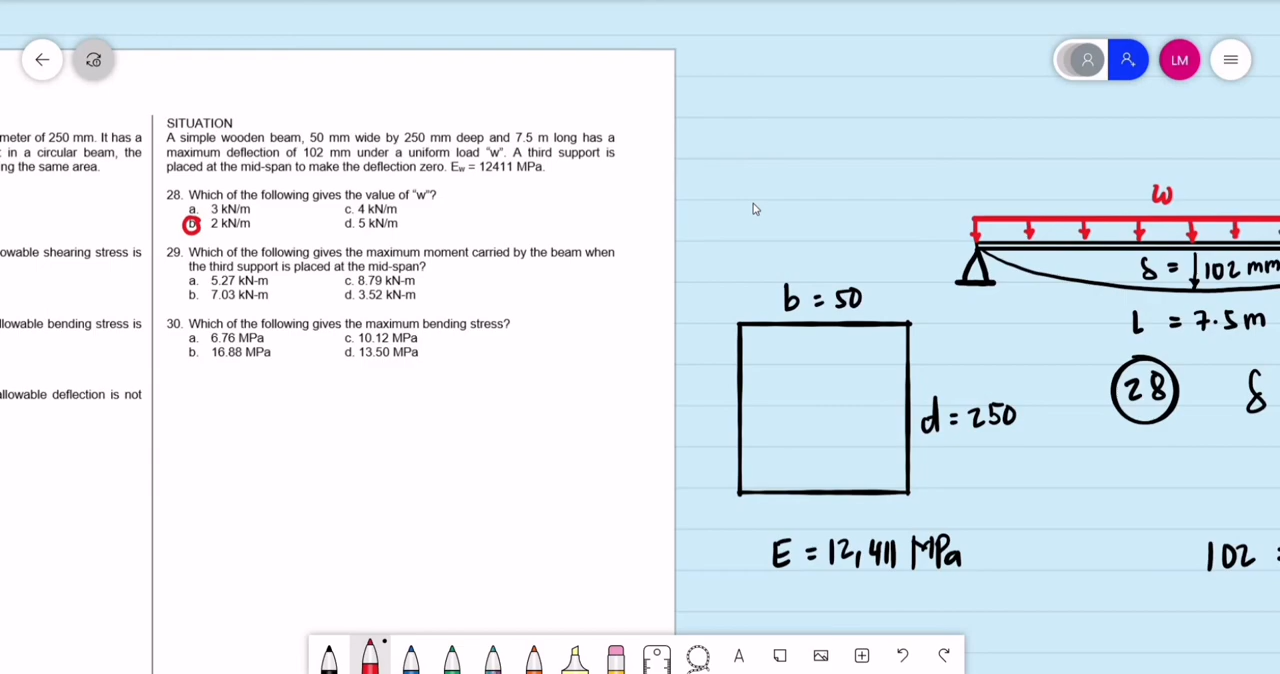 LM
meter of 250 mm. It has a
in a circular beam, the
ng the same area.
owable shearing stress is
llowable bending stress is
allowable deflection is not
SITUATION
A simple wooden beam, 50 mm wide by 250 mm deep and 7.5 m long has a
maximum deflection of 102 mm under a uniform load "w". A third support is
placed at the mid-span to make the deflection zero. Ew = 12411 MPa.
28. Which of the following gives the value of "w"?
a. 3 kN/m c. 4 kN/m
b. 2 kN/m d. 5 kN/m
29. Which of the following gives the maximum moment carried by the beam when
the third support is placed at the mid-span?
a. 5.27 kN-m c. 8.79 kN-m
b. 7.03 kN-m d. 3.52 kN-m
30. Which of the following gives the maximum bending stress?
a. 6.76 MPa c. 10.12 MPa
b. 16.88 MPa d. 13.50 MPa
w
δ = 102 mm
L = 7.5 m
b = 50
d = 250
28 δ
E = 12,411 MPa
102 =
A